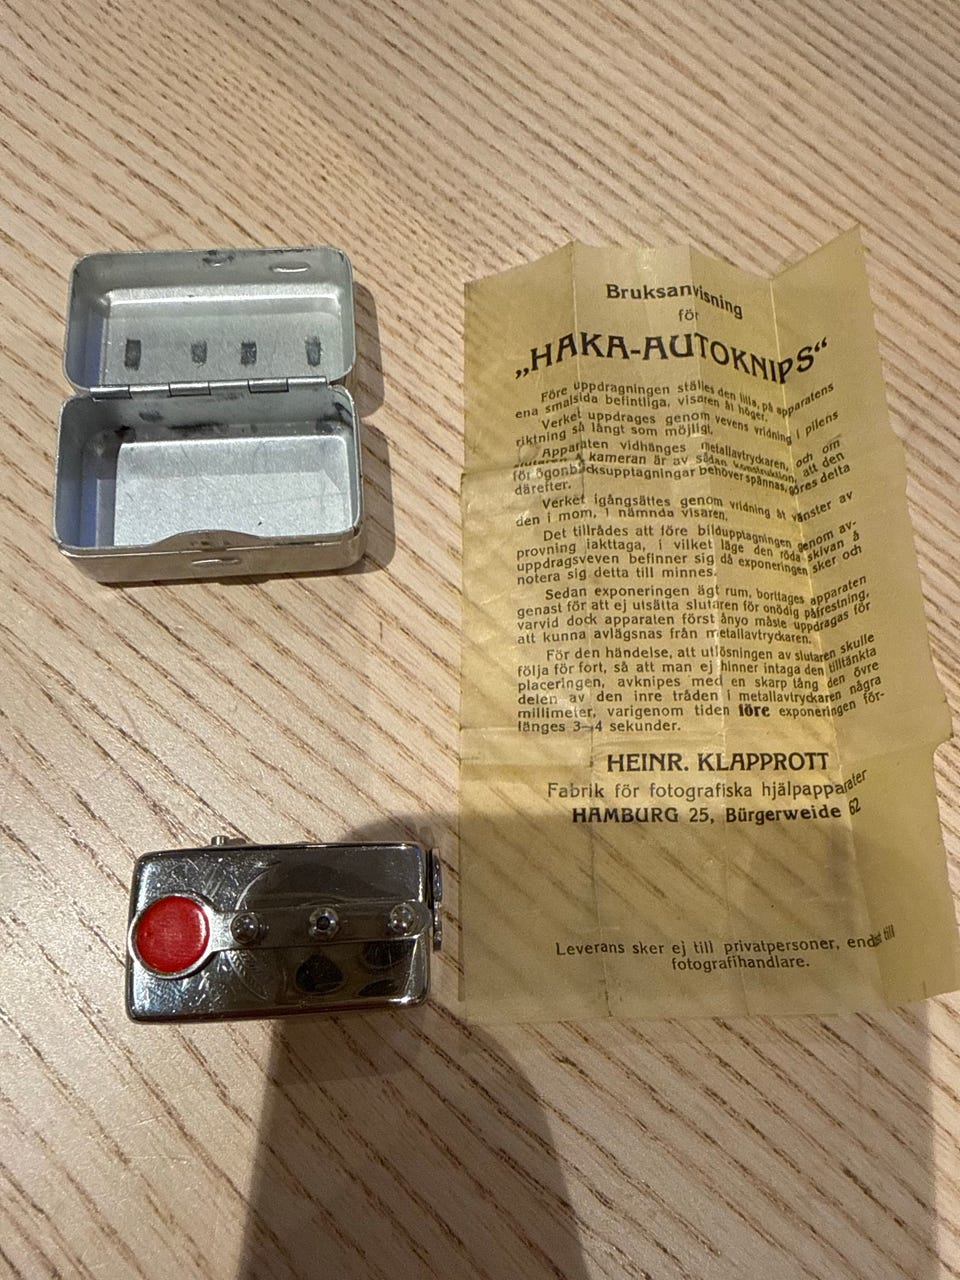 Bruksanvisning
för
„HAKA-AUTOKNIPS“
Före uppdragningen ställes den lilla, på apparatens
ena smalsida befintliga, visaren åt höger.
Verket uppdrages genom vevens vridning i pilens
riktning så långt som möjligt.
Apparaten vidhänges metallavtryckaren, och om
slutaren å kameran är av sådan konstruktion, att den
för ögonblicksupptagningar behöver spännas, göres detta
därefter.
Verket igångsättes genom vridning åt vänster av
den i mom. 1 nämnda visaren.
Det tillrådes att före bildupptagningen genom av-
provning iakttaga, i vilket läge den röda skivan å
uppdragsveven befinner sig då exponeringen sker och
notera sig detta till minnes.
Sedan exponeringen ägt rum, borttages apparaten
genast för att ej utsätta slutaren för onödig påfrestning,
varvid dock apparaten först ånyo måste uppdragas för
att kunna avlägsnas från metallavtryckaren.
För den händelse, att utlösningen av slutaren skulle
följa för fort, så att man ej hinner intaga den tilltänkta
placeringen, avknipes med en skarp tång den övre
delen av den inre tråden i metallavtryckaren några
millimeter, varigenom tiden före exponeringen för-
länges 3—4 sekunder.
HEINR. KLAPPROTT
Fabrik för fotografiska hjälpapparater
HAMBURG 25, Bürgerweide 62
Leverans sker ej till privatpersoner, endast till
fotografihandlare.